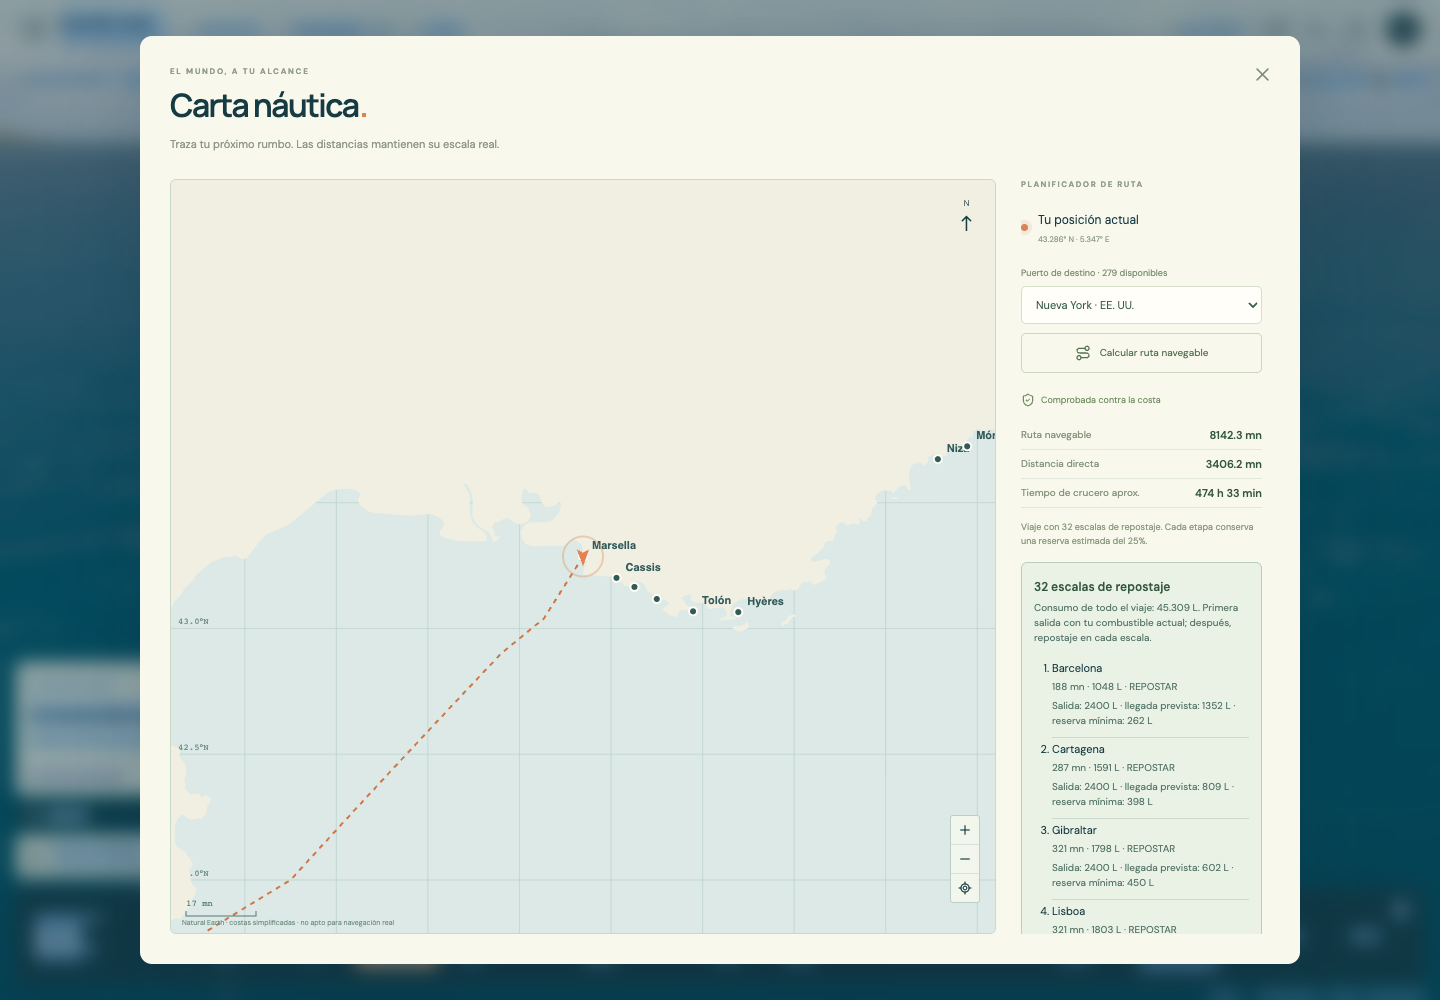 EL MUNDO, A TU ALCANCE
Carta náutica.
Traza tu próximo rumbo. Las distancias mantienen su escala real.
N
Món
Niza
Marsella
Cassis
Tolón
Hyères
43.0°N
42.5°N
.0°N
17 mn
Natural Earth · costas simplificadas · no apto para navegación real
PLANIFICADOR DE RUTA
Tu posición actual
43.286° N · 5.347° E
Puerto de destino · 279 disponibles
Nueva York · EE. UU.
Calcular ruta navegable
Comprobada contra la costa
Ruta navegable 8142.3 mn
Distancia directa 3406.2 mn
Tiempo de crucero aprox. 474 h 33 min
Viaje con 32 escalas de repostaje. Cada etapa conserva
una reserva estimada del 25%.
32 escalas de repostaje
Consumo de todo el viaje: 45.309 L. Primera
salida con tu combustible actual; después,
repostaje en cada escala.
1. Barcelona
188 mn · 1048 L · REPOSTAR
Salida: 2400 L · llegada prevista: 1352 L ·
reserva mínima: 262 L
2. Cartagena
287 mn · 1591 L · REPOSTAR
Salida: 2400 L · llegada prevista: 809 L ·
reserva mínima: 398 L
3. Gibraltar
321 mn · 1798 L · REPOSTAR
Salida: 2400 L · llegada prevista: 602 L ·
reserva mínima: 450 L
4. Lisboa
321 mn · 1803 L · REPOSTAR